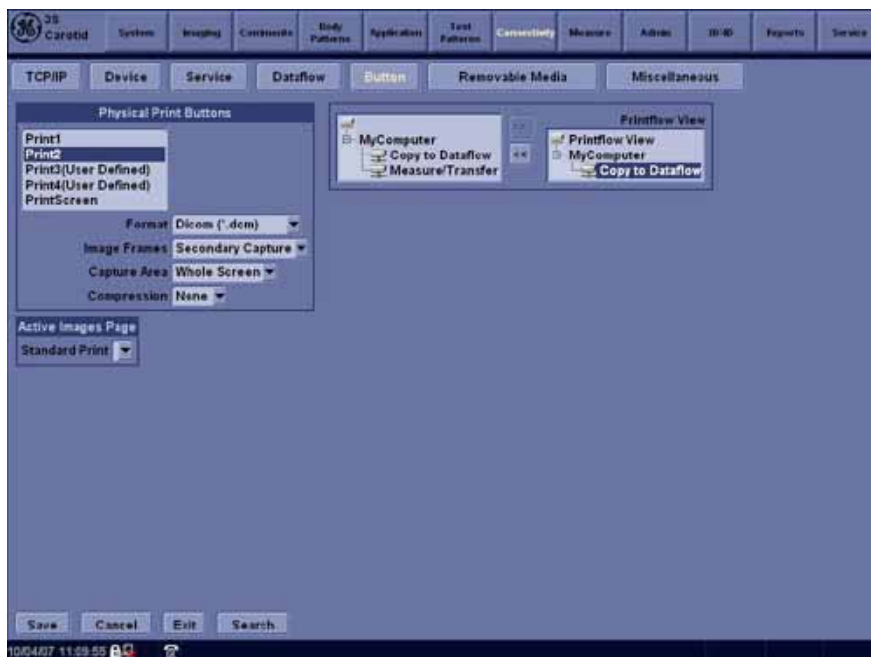 3S
Carotid
System
Imaging
Comments
Body
Patterns
Application
Test
Patterns
Connectivity
Measure
Admin
3D/4D
Reports
Service
TCP/IP
Device
Service
Dataflow
Button
Removable Media
Miscellaneous
Physical Print Buttons
Print1
Print2
Print3(User Defined)
Print4(User Defined)
PrintScreen
Format Dicom (*.dcm)
Image Frames Secondary Capture
Capture Area Whole Screen
Compression None
MyComputer
Copy to Dataflow
Measure/Transfer
>>
<<
Printflow View
Printflow View
MyComputer
Copy to Dataflow
Active Images Page
Standard Print
Save
Cancel
Exit
Search
10/04/07 11:09:55